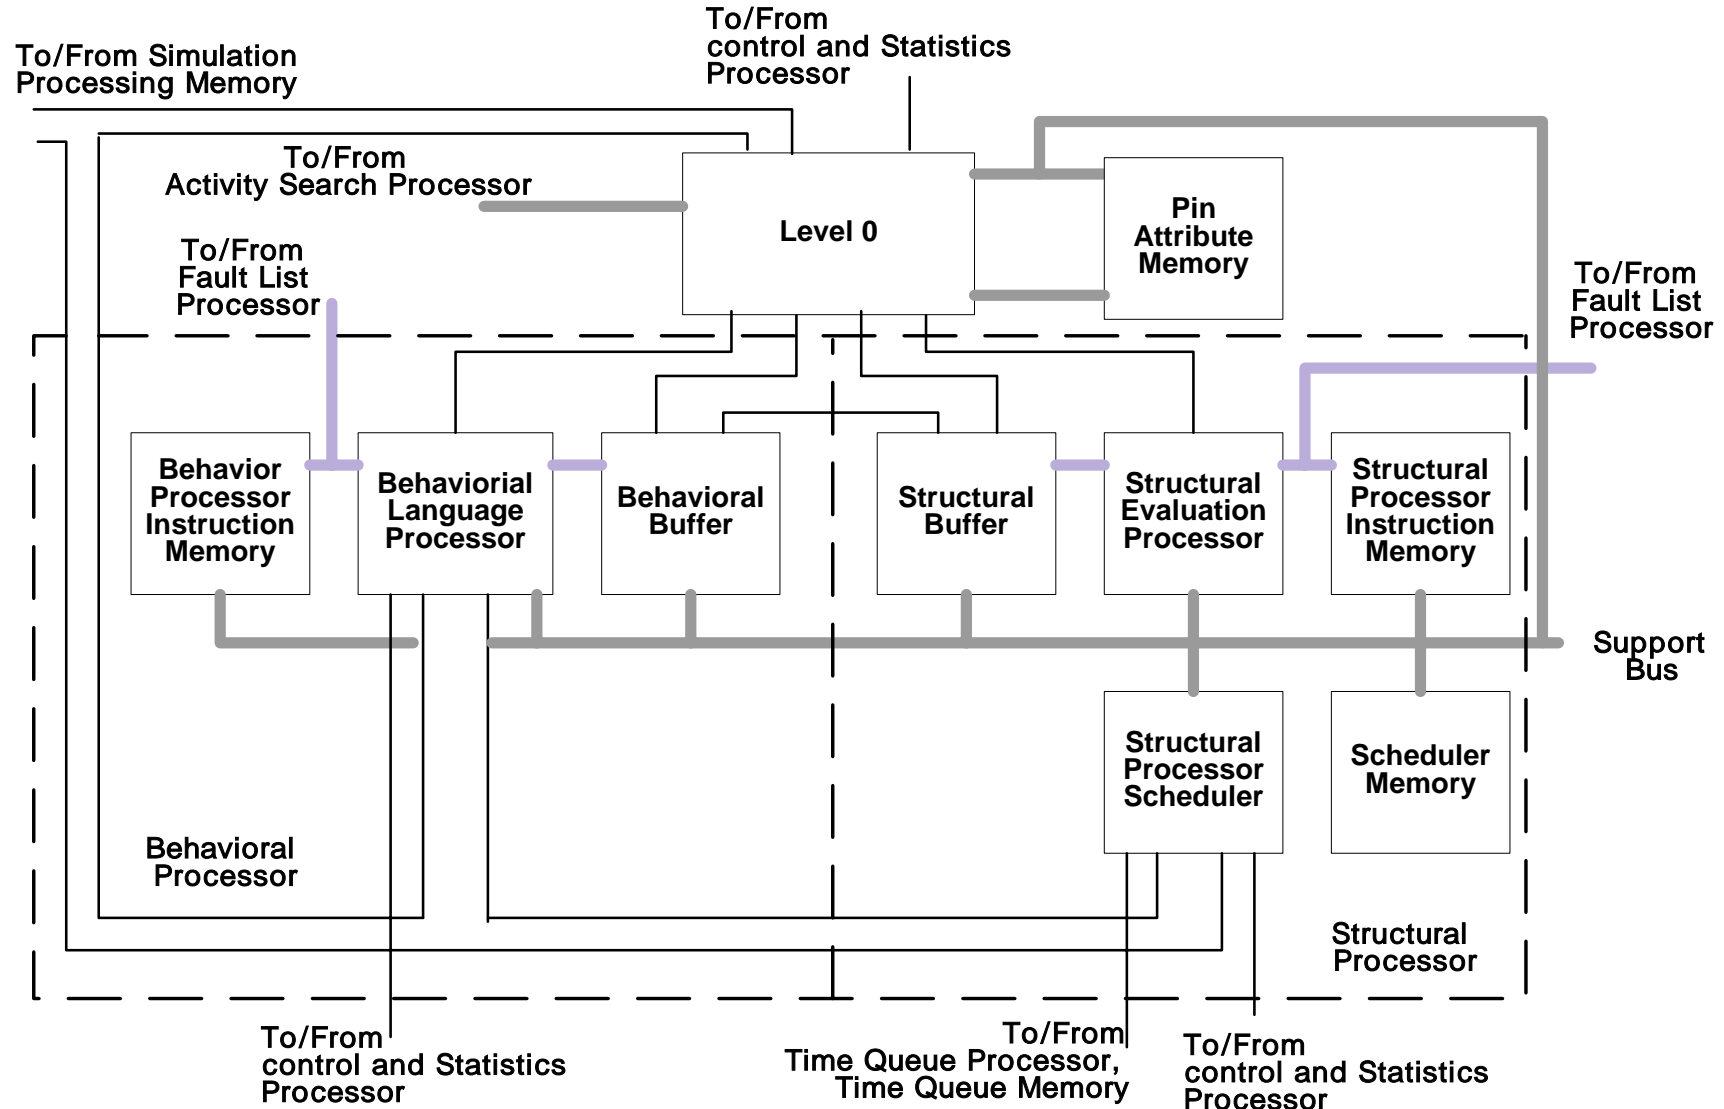 To/From
control and Statistics
Processor
To/From Simulation
Processing Memory
To/From
Activity Search Processor
Level 0
Pin
Attribute
Memory
To/From
Fault List
Processor
To/From
Fault List
Processor
Behavior
Processor
Instruction
Memory
Behaviorial
Language
Processor
Behavioral
Buffer
Structural
Buffer
Structural
Evaluation
Processor
Structural
Processor
Instruction
Memory
Support
Bus
Structural
Processor
Scheduler
Scheduler
Memory
Behavioral
Processor
Structural
Processor
To/From
control and Statistics
Processor
To/From
Time Queue Processor,
Time Queue Memory
To/From
control and Statistics
Processor